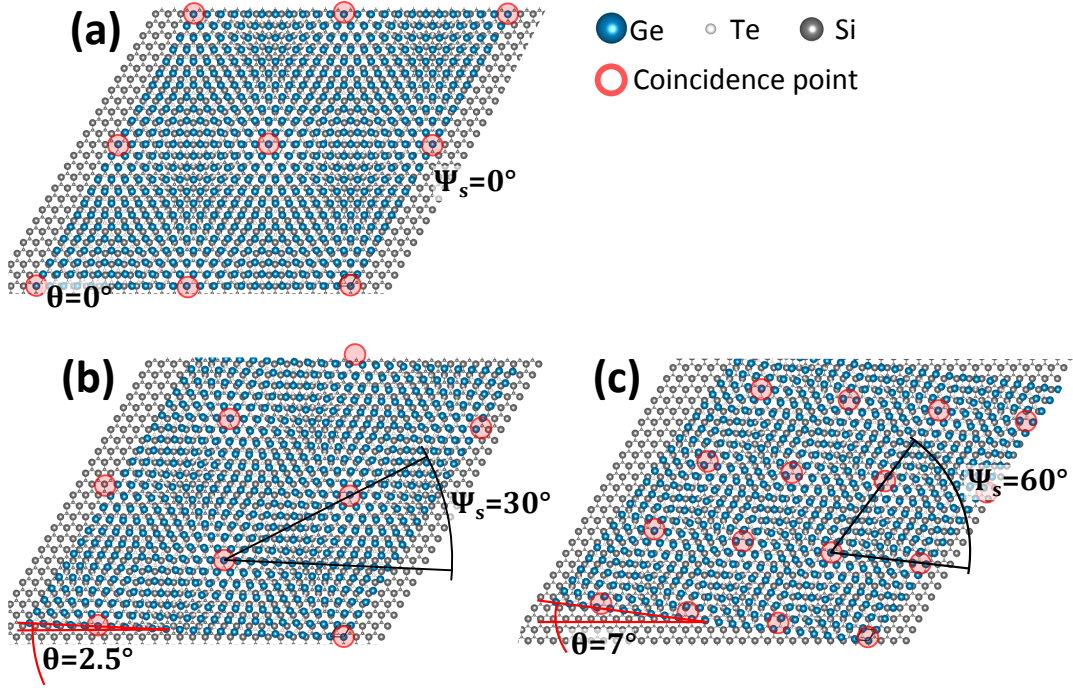 (a)
Ge Te Si
Coincidence point
Ψs=0°
θ=0°
(b)
Ψs=30°
θ=2.5°
(c)
Ψs=60°
θ=7°